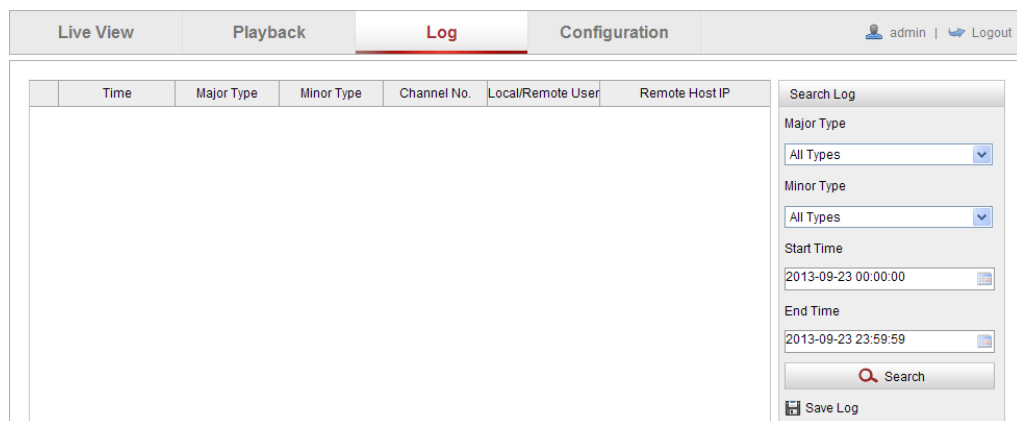 Live View Playback Log Configuration admin | Logout
Time Major Type Minor Type Channel No. Local/Remote User Remote Host IP
Search Log
Major Type
All Types
Minor Type
All Types
Start Time
2013-09-23 00:00:00
End Time
2013-09-23 23:59:59
Search
Save Log